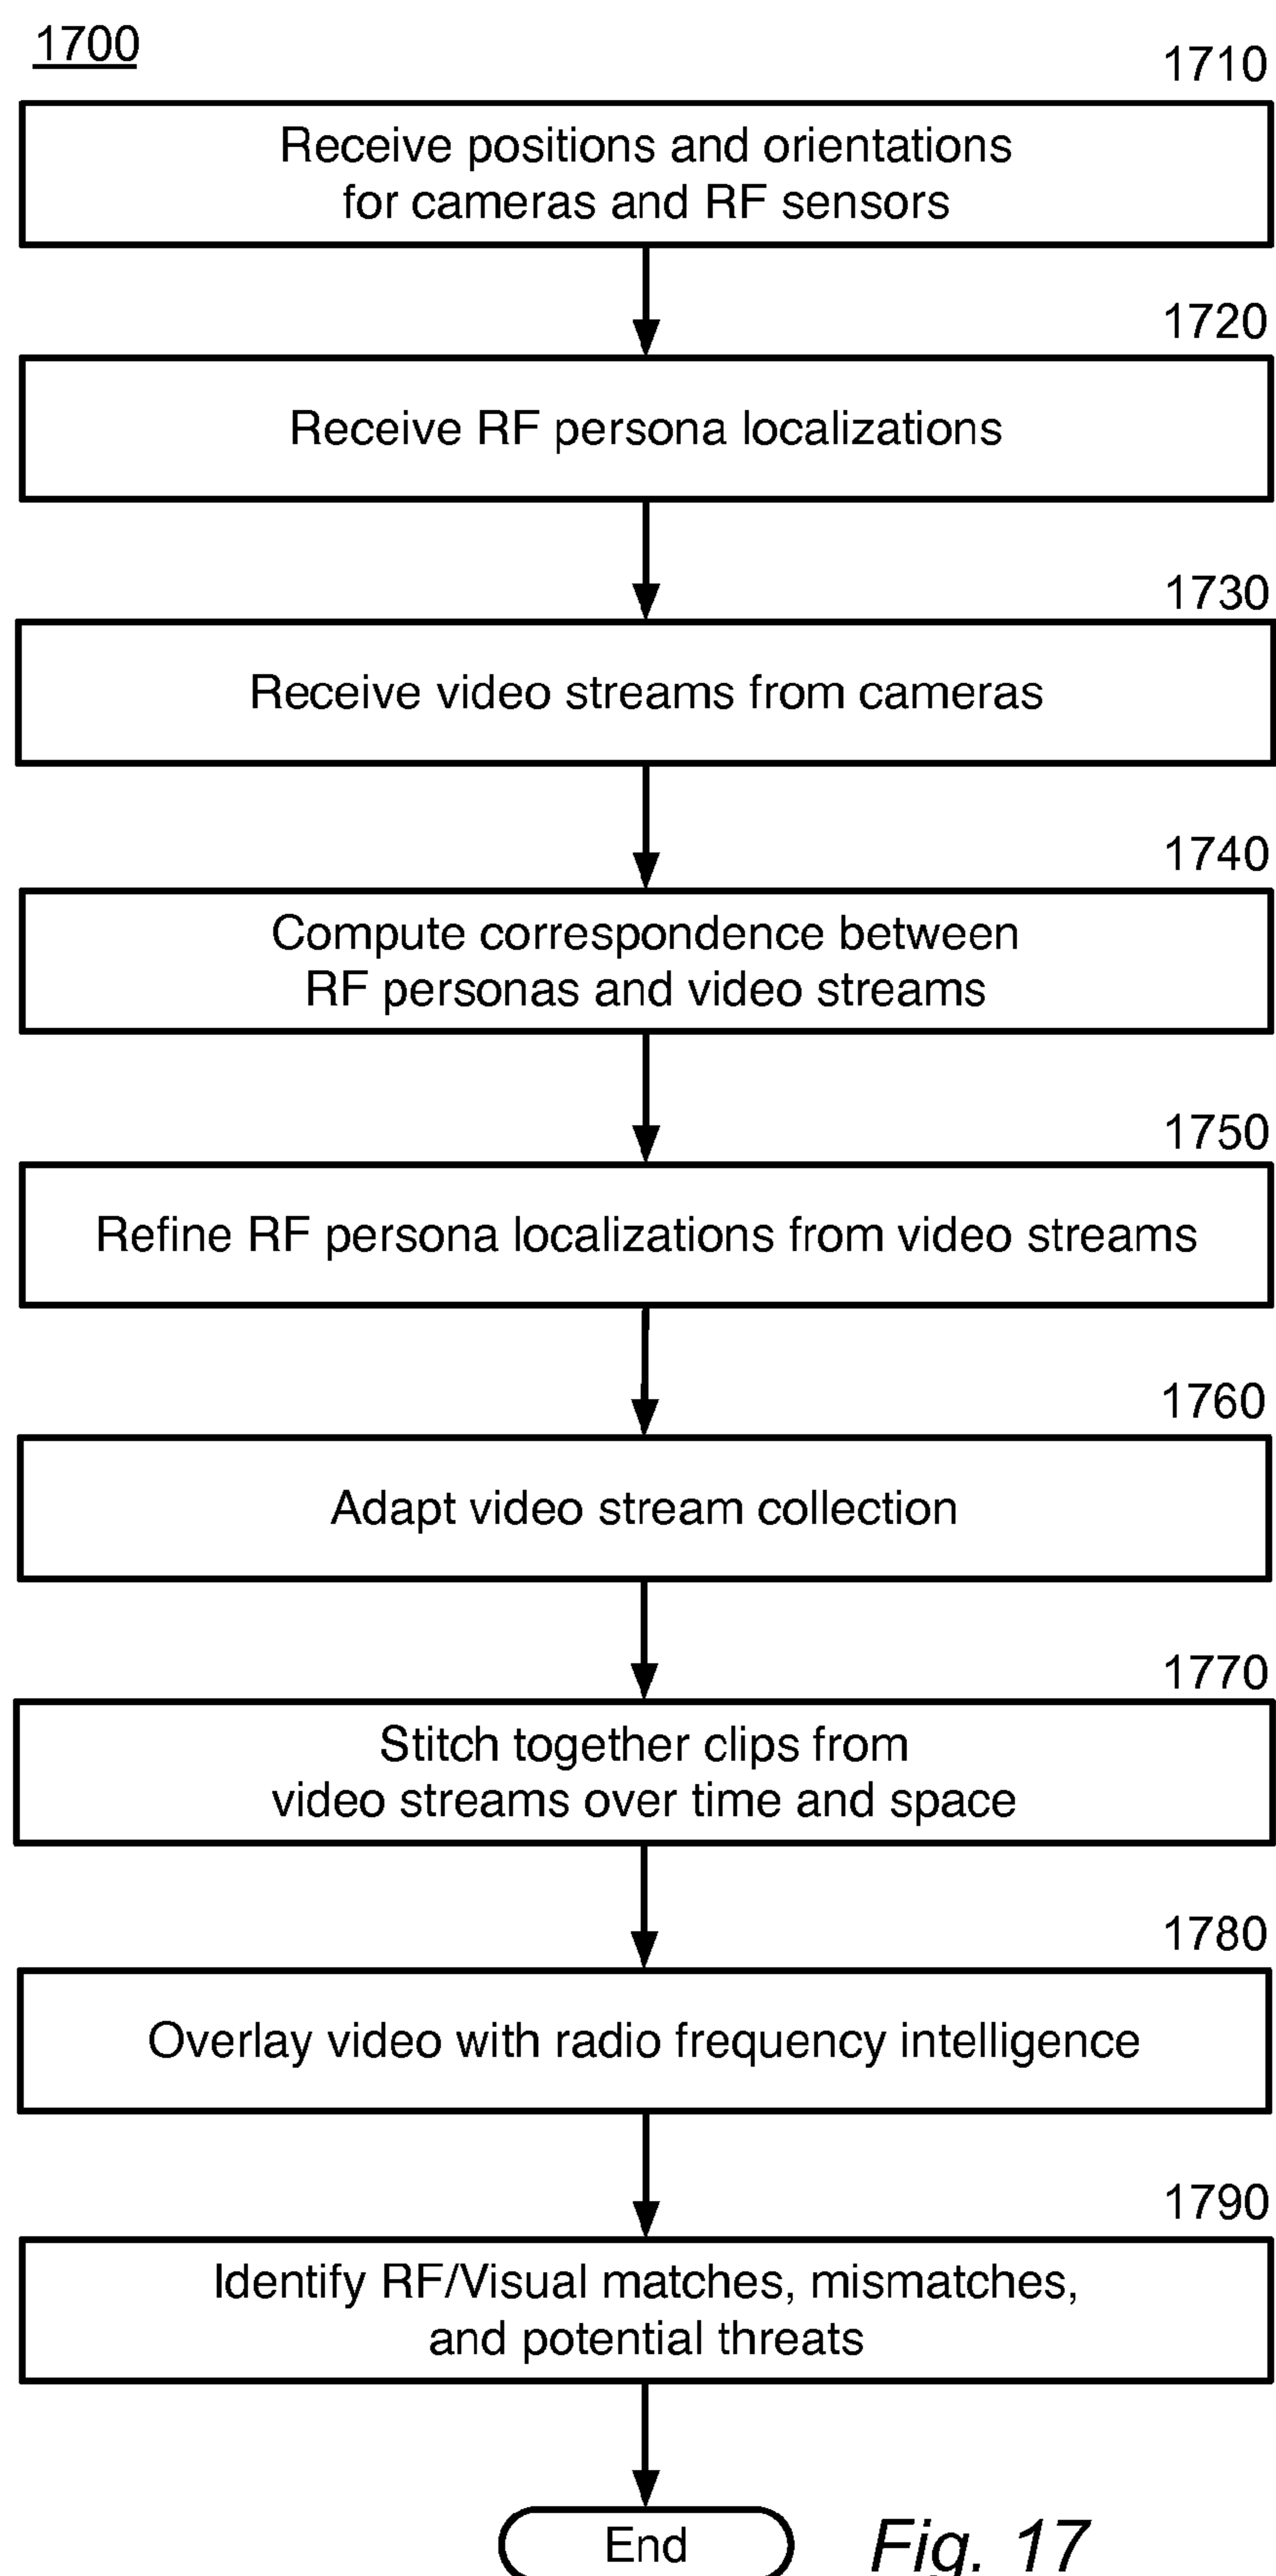 1700
1710
Receive positions and orientations
for cameras and RF sensors
1720
Receive RF persona localizations
1730
Receive video streams from cameras
1740
Compute correspondence between
RF personas and video streams
1750
Refine RF persona localizations from video streams
1760
Adapt video stream collection
1770
Stitch together clips from
video streams over time and space
1780
Overlay video with radio frequency intelligence
1790
Identify RF/Visual matches, mismatches,
and potential threats
End
Fig. 17